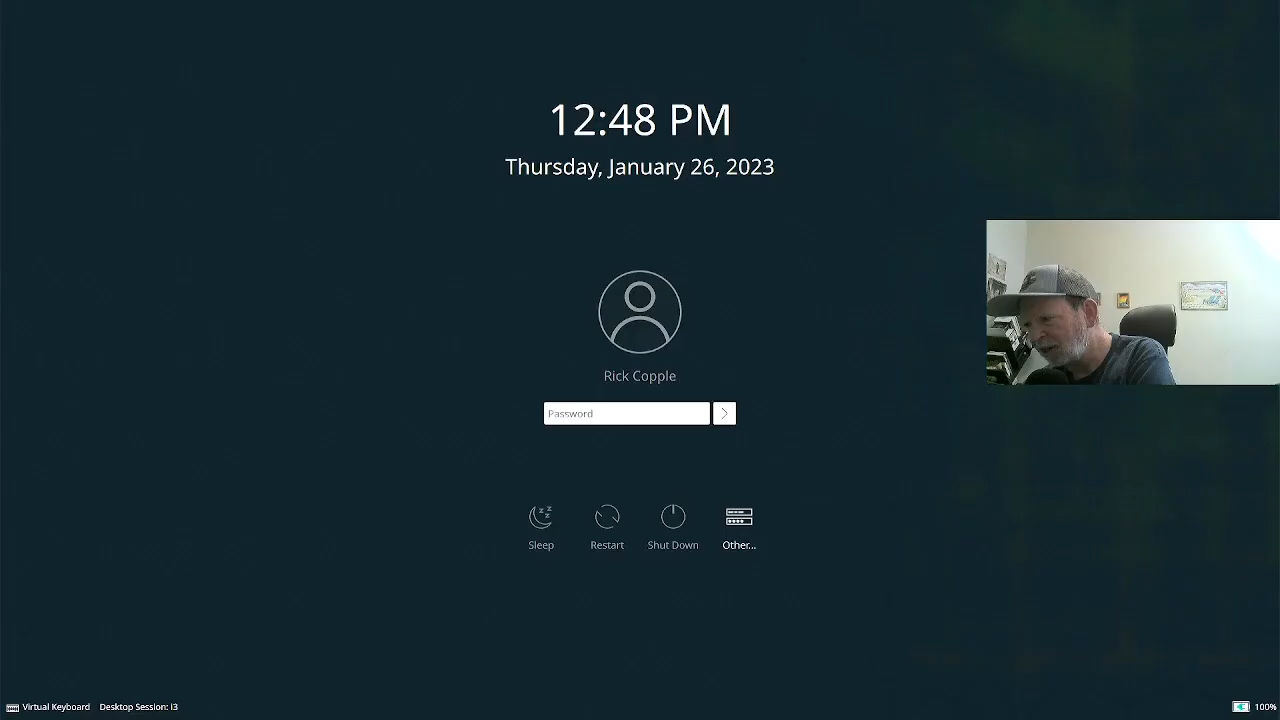 12:48 PM
Thursday, January 26, 2023
Rick Copple
Password
Sleep Restart Shut Down Other...
Virtual Keyboard Desktop Session: i3 100%